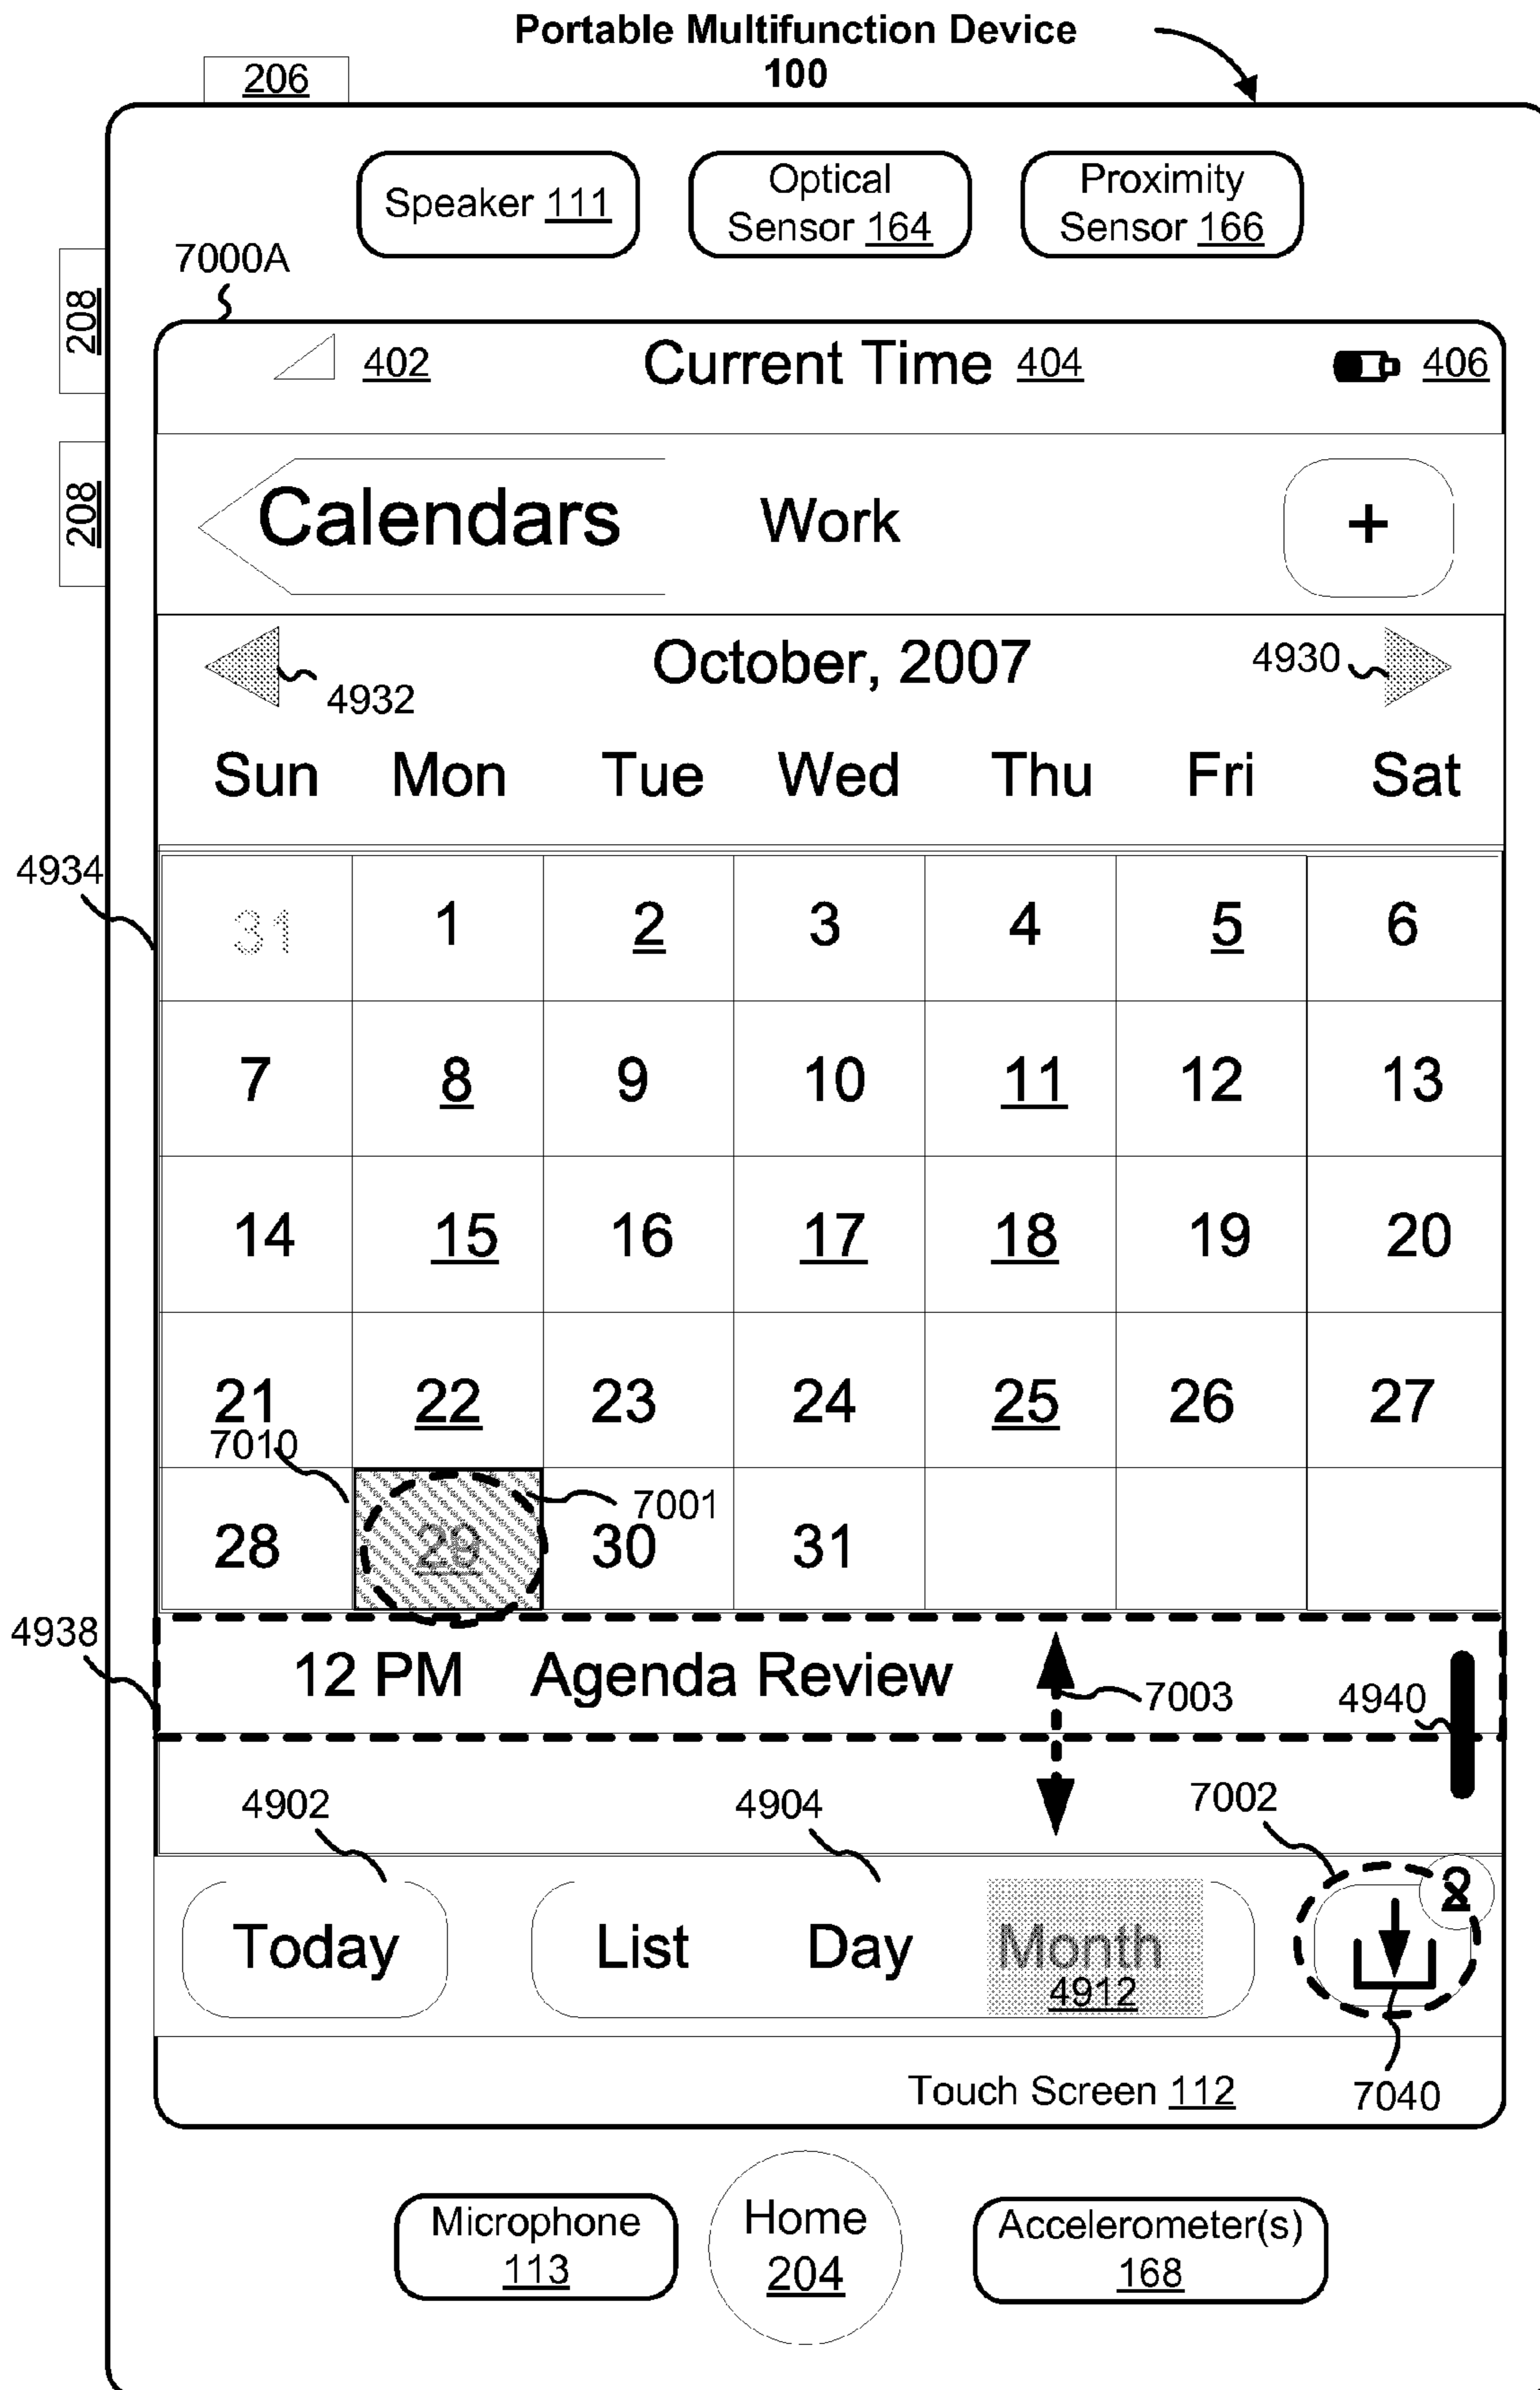 Portable Multifunction Device
100
206
Speaker 111
Optical
Sensor 164
Proximity
Sensor 166
7000A
208
402
Current Time 404
406
208
Calendars
Work
+
October, 2007
4932
4930
Sun Mon Tue Wed Thu Fri Sat
4934
31 1 2 3 4 5 6
7 8 9 10 11 12 13
14 15 16 17 18 19 20
21 22 23 24 25 26 27
7010
7001
28 29 30 31
4938
12 PM Agenda Review
7003
4940
4902
4904
7002
2
Today
List Day Month
4912
Touch Screen 112
7040
Microphone
113
Home
204
Accelerometer(s)
168